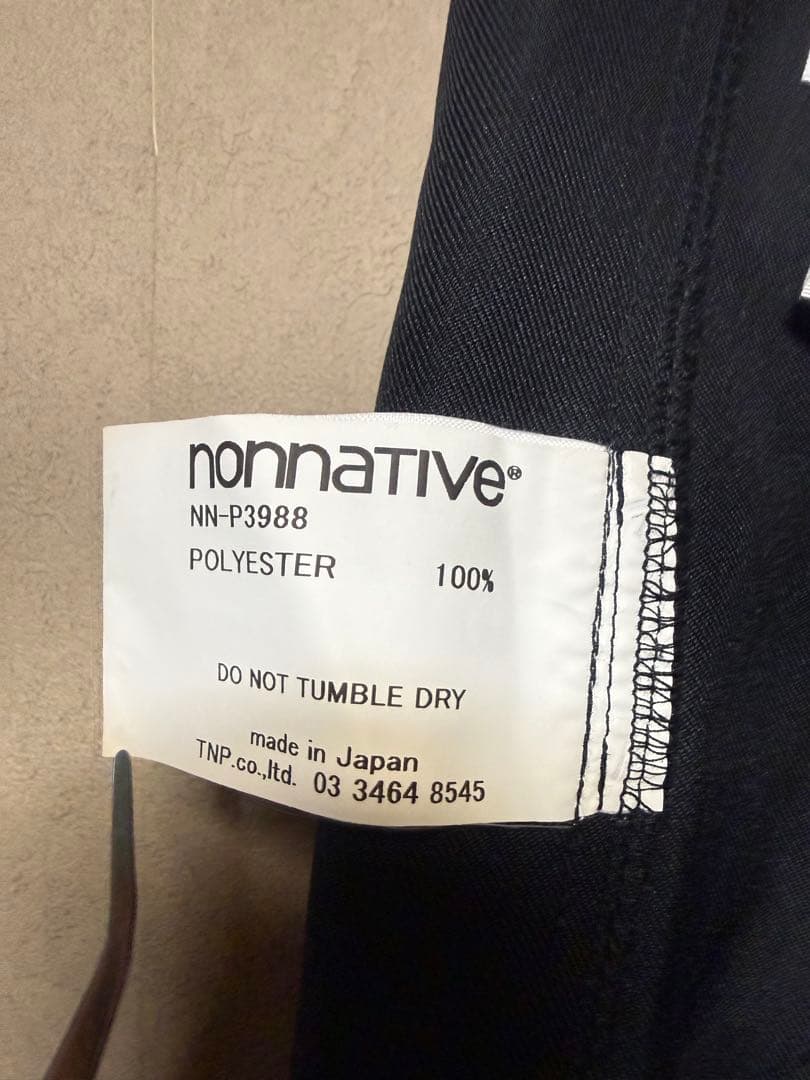 nonnative®
NN-P3988
POLYESTER 100%
DO NOT TUMBLE DRY
made in Japan
TNP.co.,ltd. 03 3464 8545